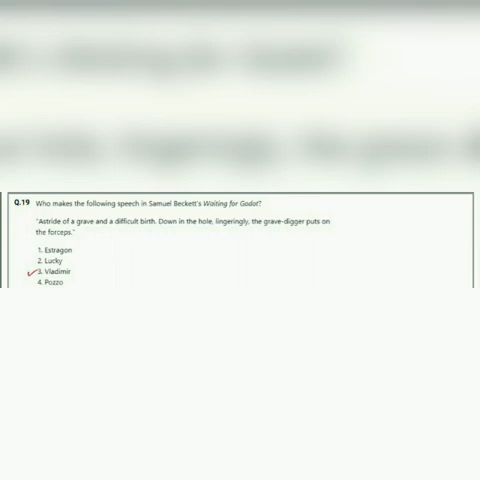 Q.19 Who makes the following speech in Samuel Beckett's Waiting for Godot?
"Astride of a grave and a difficult birth. Down in the hole, lingeringly, the grave-digger puts on
the forceps."
1. Estragon
2. Lucky
3. Vladimir
4. Pozzo